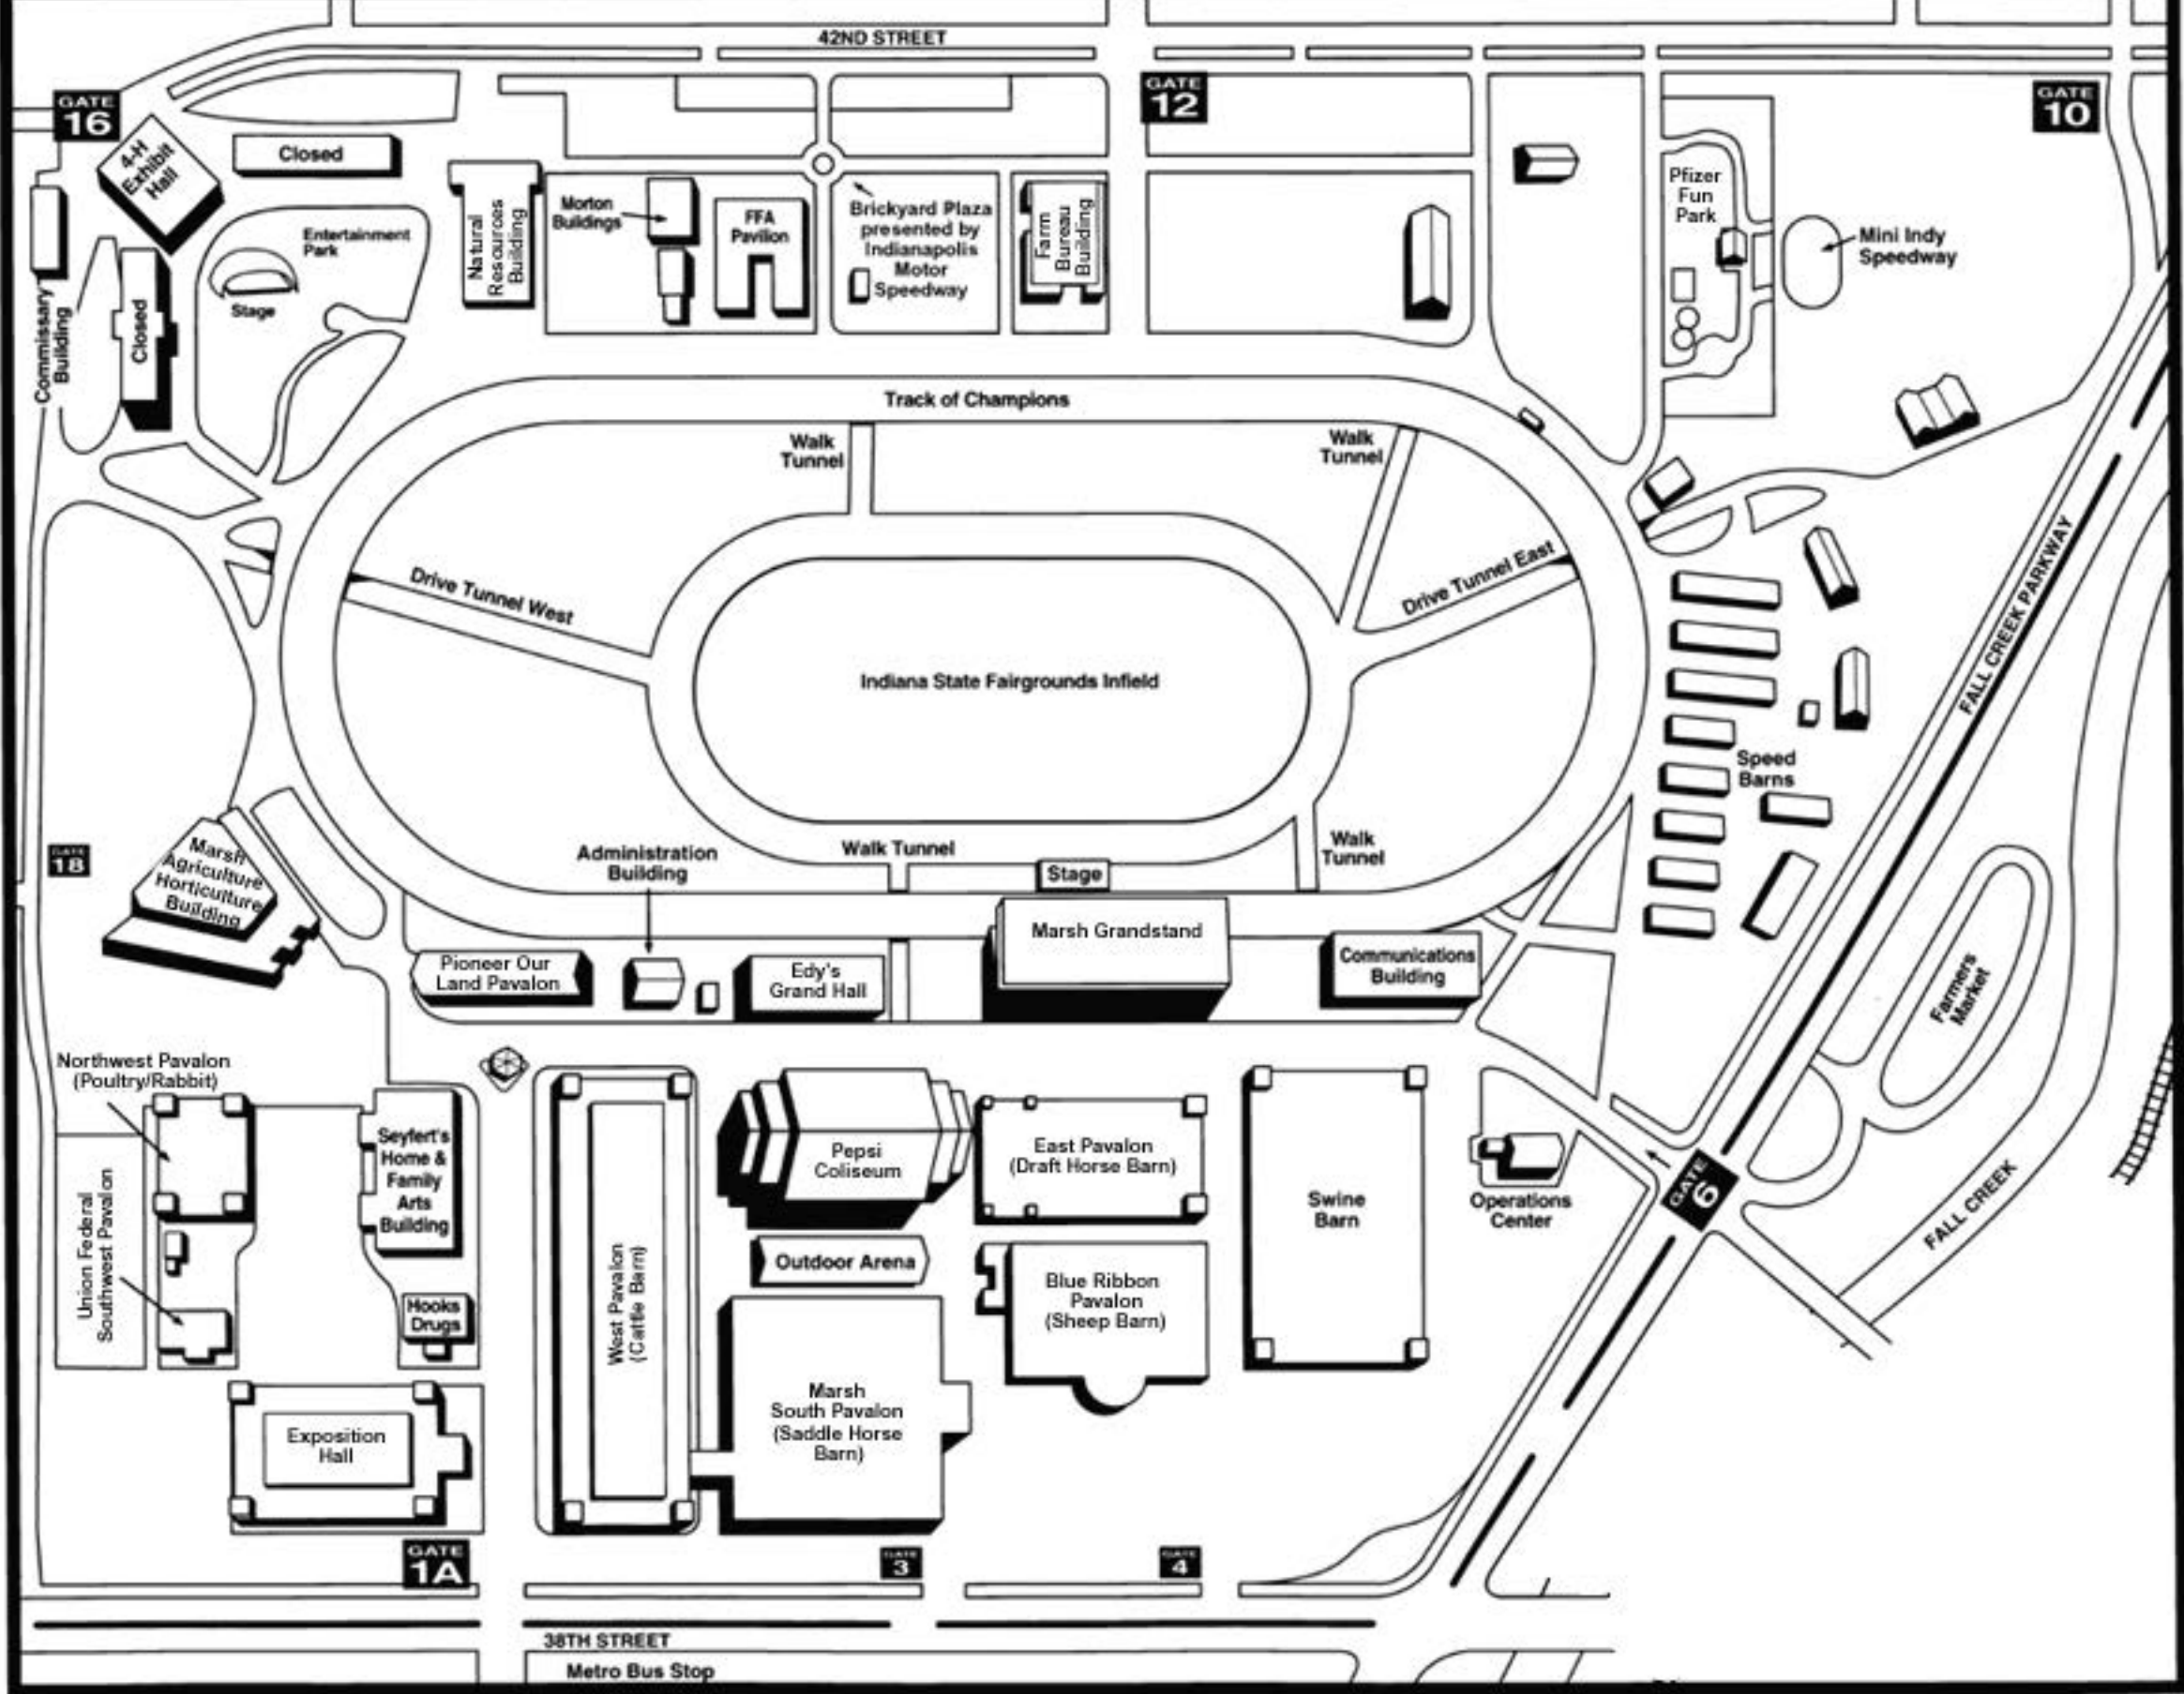 42ND STREET
GATE
16
GATE
12
GATE
10
4-H
Exhibit
Hall
Closed
Natural
Resources
Building
Morton
Buildings
FFA
Pavilion
Brickyard Plaza
presented by
Indianapolis
Motor
Speedway
Farm
Bureau
Building
Pfizer
Fun
Park
Mini Indy
Speedway
Entertainment
Park
Stage
Commissary
Building
Closed
Track of Champions
Walk
Tunnel
Walk
Tunnel
Drive Tunnel West
Drive Tunnel East
FALL CREEK PARKWAY
Indiana State Fairgrounds Infield
Speed
Barns
GATE
18
Marsh
Agriculture
Horticulture
Building
Administration
Building
Walk Tunnel
Stage
Walk
Tunnel
Marsh Grandstand
Pioneer Our
Land Pavalon
Edy's
Grand Hall
Communications
Building
Farmers
Market
Northwest Pavalon
(Poultry/Rabbit)
Seyfert's
Home &
Family
Arts
Building
Pepsi
Coliseum
East Pavalon
(Draft Horse Barn)
Swine
Barn
Operations
Center
GATE
6
FALL CREEK
Union Federal
Southwest Pavalon
West Pavalon
(Cattle Barn)
Outdoor Arena
Blue Ribbon
Pavalon
(Sheep Barn)
Hooks
Drugs
Marsh
South Pavalon
(Saddle Horse
Barn)
Exposition
Hall
GATE
1A
GATE
3
GATE
4
38TH STREET
Metro Bus Stop